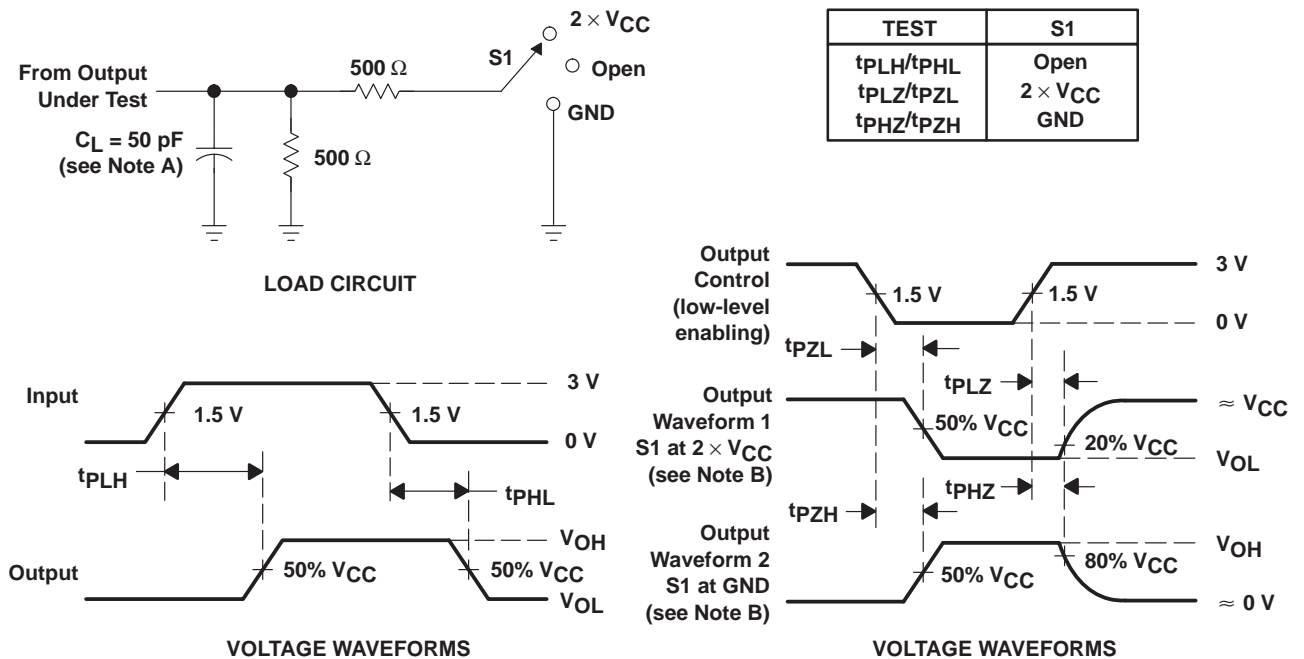 2 × VCC
S1
500 Ω
Open
From Output
Under Test
GND
CL = 50 pF
(see Note A)
500 Ω
LOAD CIRCUIT
TEST S1
tPLH/tPHL Open
tPLZ/tPZL 2 × VCC
tPHZ/tPZH GND
Input
3 V
1.5 V
1.5 V
0 V
tPLH
tPHL
VOH
Output
50% VCC
50% VCC
VOL
VOLTAGE WAVEFORMS
Output
Control
(low-level
enabling)
3 V
1.5 V
1.5 V
0 V
tPZL
tPLZ
Output
Waveform 1
S1 at 2 × VCC
(see Note B)
≈ VCC
50% VCC
20% VCC
VOL
tPHZ
tPZH
Output
Waveform 2
S1 at GND
(see Note B)
VOH
50% VCC
80% VCC
≈ 0 V
VOLTAGE WAVEFORMS